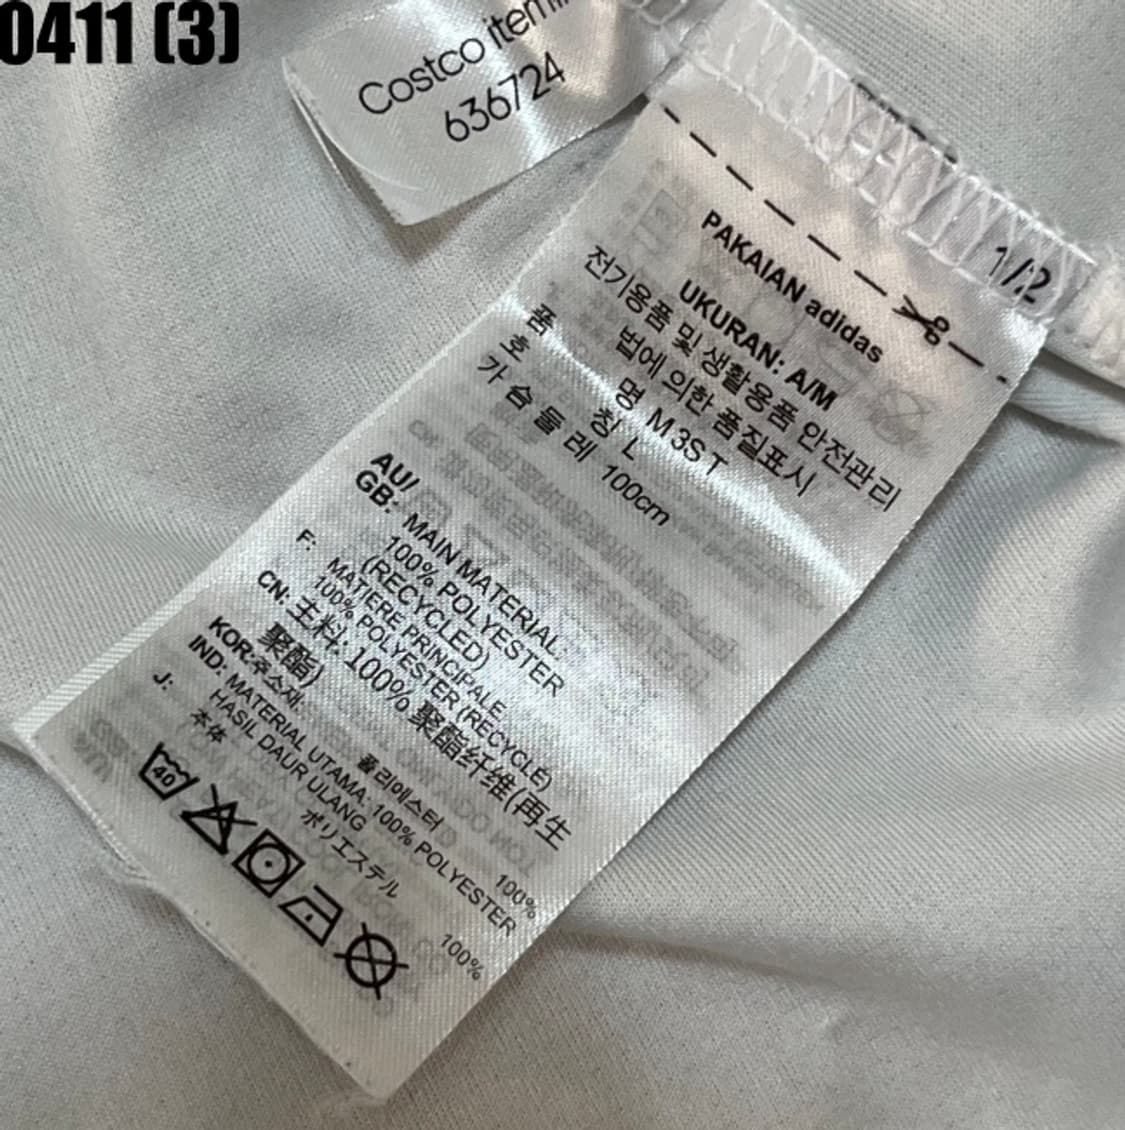 0411 (3)
Costco item#
636724
1/2
PAKAIAN adidas
UKURAN: A/M
전기용품 및 생활용품 안전관리
법에 의한 품질표시
품 명 M 3S T
호 칭 L
가 슴 둘 레 100cm
AU/
GB: MAIN MATERIAL:
100% POLYESTER
(RECYCLED)
F: MATIERE PRINCIPALE
100% POLYESTER (RECYCLÉ)
CN: 主料: 100% 聚酯纤维(再生
聚酯)
KOR:주소재: 폴리에스터 100%
IND: MATERIAL UTAMA: 100% POLYESTER
HASIL DAUR ULANG
J: 本体 ポリエステル 100%
40